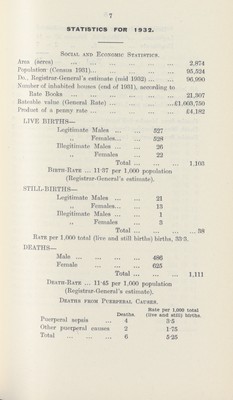 7
STATISTICS FOR 1932.
SOCIAL AND ECONOMIC STATISTICS.
Area (acres) ... ... ... ... ... ... ... 2,874
Population (Census 1931)... ... ... ... ... 95,524
Do., Registrar-General's estimate (mid 1932) ... ... 96,990
Number of inhabited houses (end of 1931), according to
Rate Books ... ... ... ... ... ... 21,307
Rateable value (General Rate) ... ... ... ... £1,003,750
Product of a penny rate ... ... ... ... ... £4,182
LIVE BIRTHS—
Legitimate Males ... ... 527
„ Females... ... 528
Illegitimate Males ... ... 26
„ Females 22
Total ... ... ... 1,103
BIRTH-RATE ... 11·37 per 1,000 population
(Registrar-General's estimate).
STILL-BIRTHS—
Legitimate Males ... ... 21
„ Females... ... 13
Illegitimate Males ... ... 1
„ Females ... ... 3
Total ... ... ... 38
RATE per 1,000 total (live and still births) births, 33·3.
DEATHS—
Male ... ... ... ... 486
Female ... ... ... 625
Total ... ... ... 1,111
DEATH-RATE ... 11·45 per 1,000 population
(Registrar-General's estimate).
DEATHS FROM PUERPERAL CAUSES.
Deaths. Rate per 1,000 total (live and still) births.
Puerperal sepsis ... 4 3·5
Other puerperal causes 2 1·75
Total ... ... ... 6 5·25